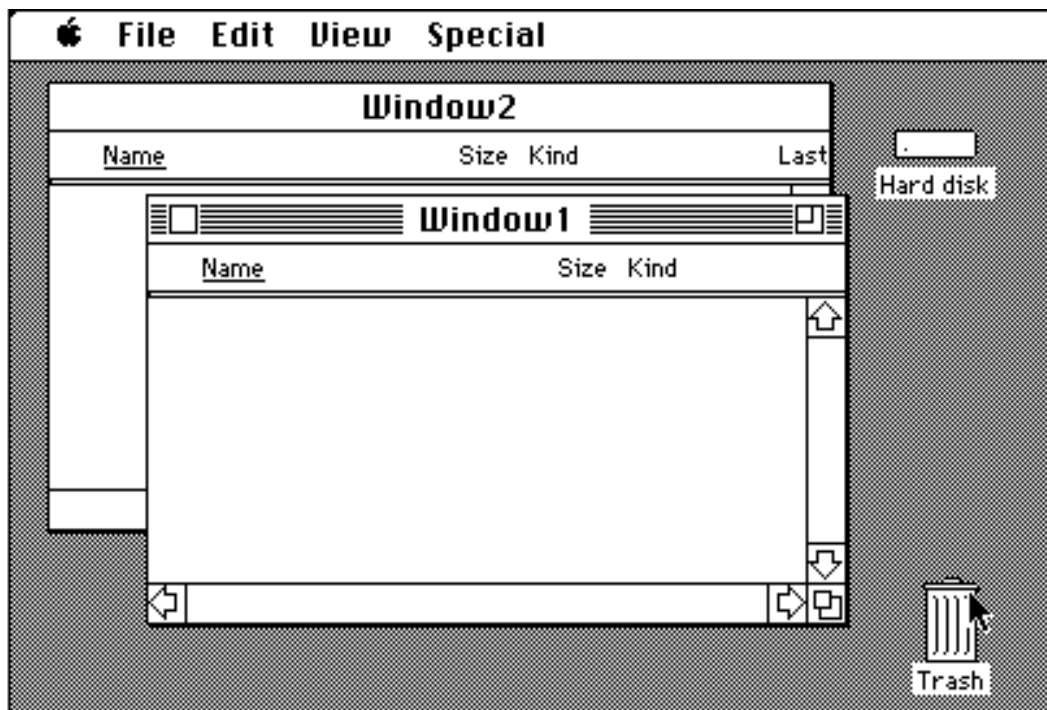 File Edit View Special
Window2
Name Size Kind Last
Hard disk
Window1
Name Size Kind
Trash